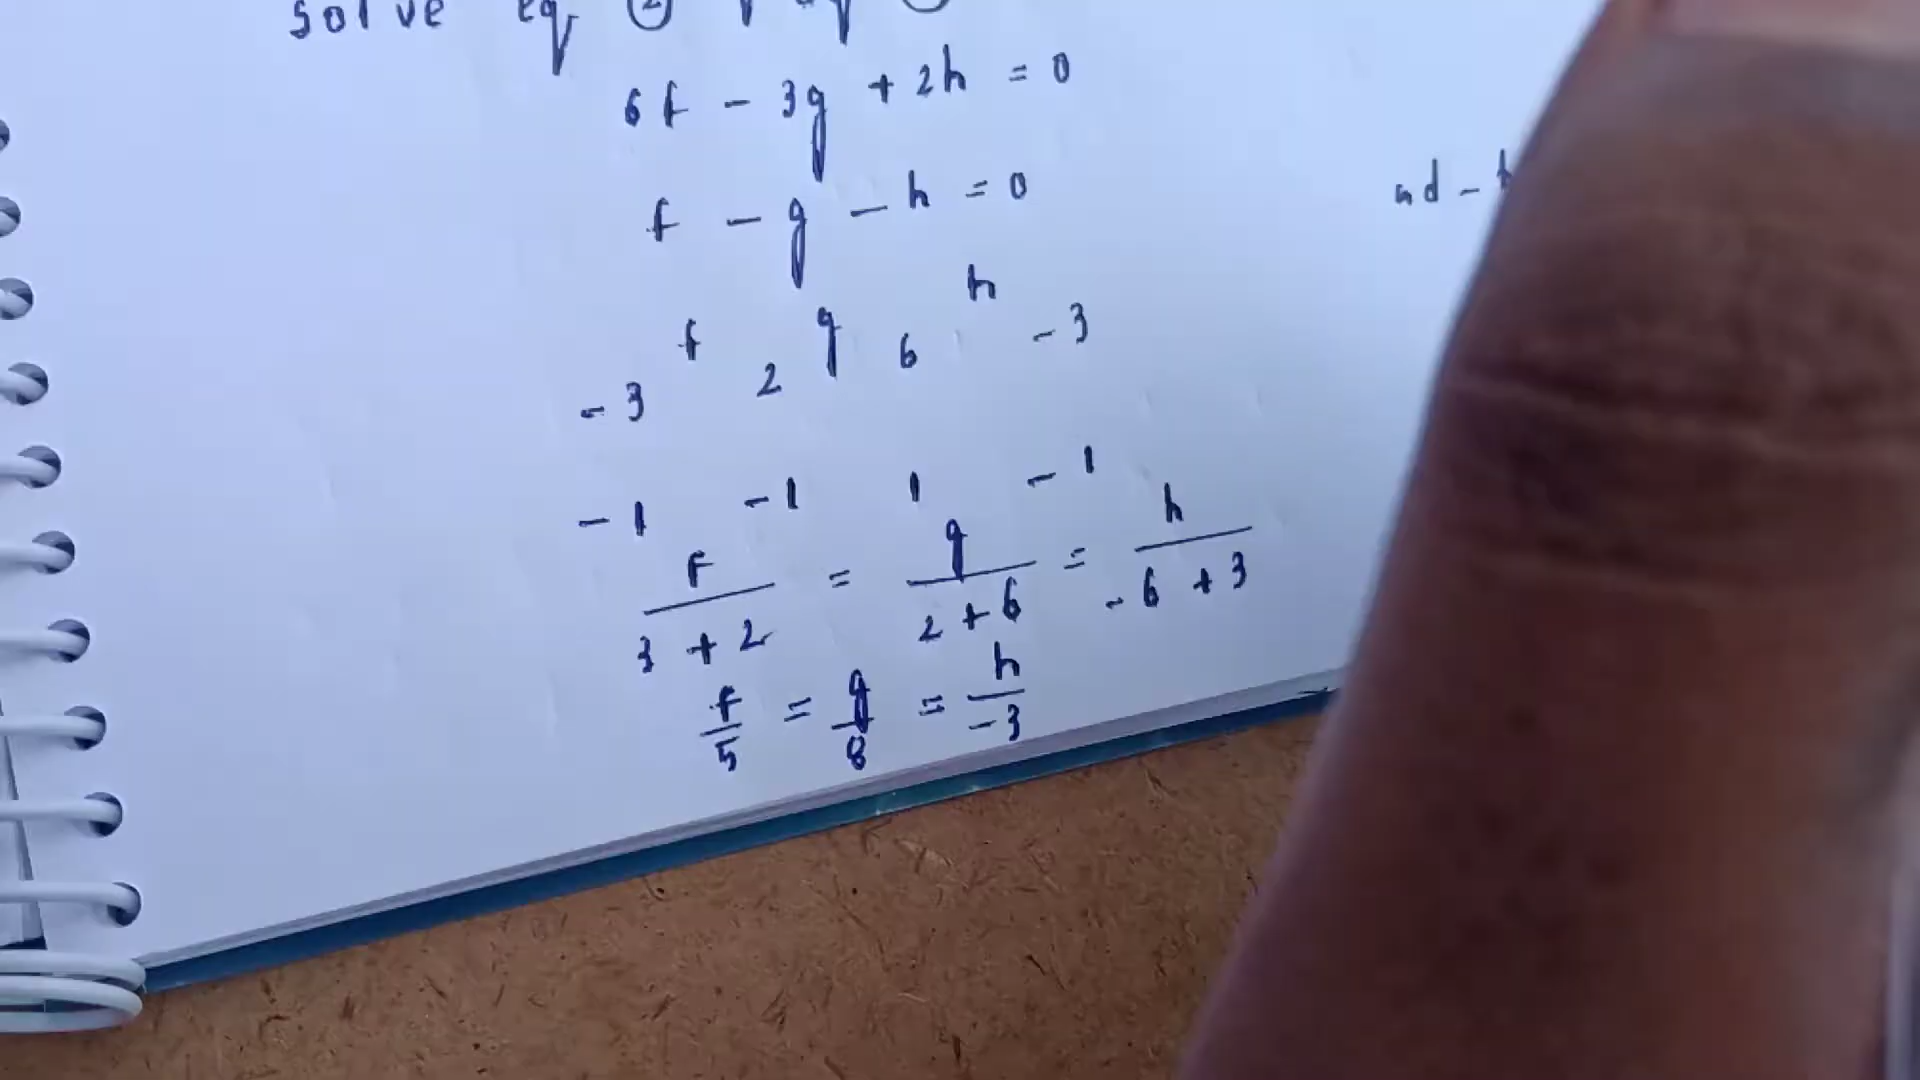 solve eq ②
6f - 3g + 2h = 0
f - g - h = 0
ad -
f g h
-3 2 6 -3
-1 -1 1 -1
f/3+2 = g/2+6 = h/-6+3
f/5 = g/8 = h/-3